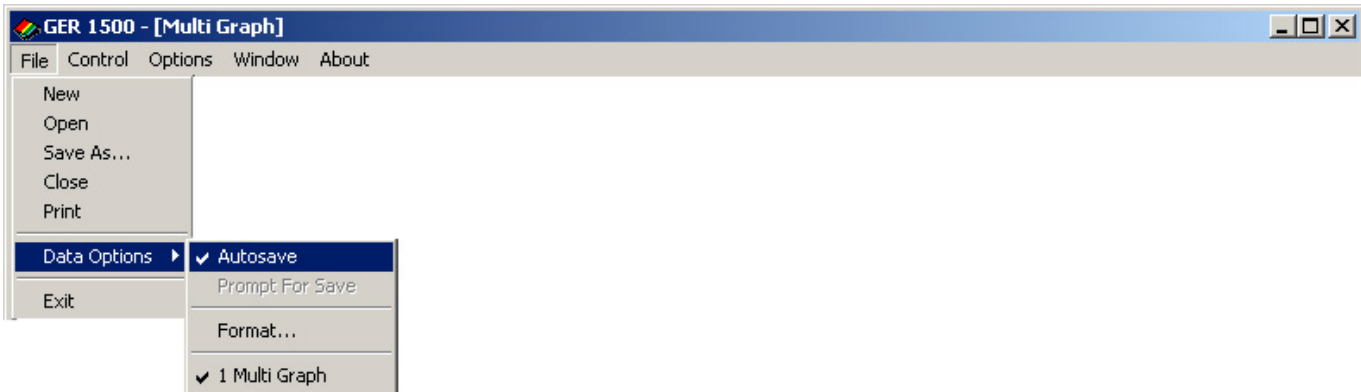 GER 1500 - [Multi Graph]
File Control Options Window About
New
Open
Save As...
Close
Print
Data Options
Autosave
Prompt For Save
Exit
Format...
1 Multi Graph